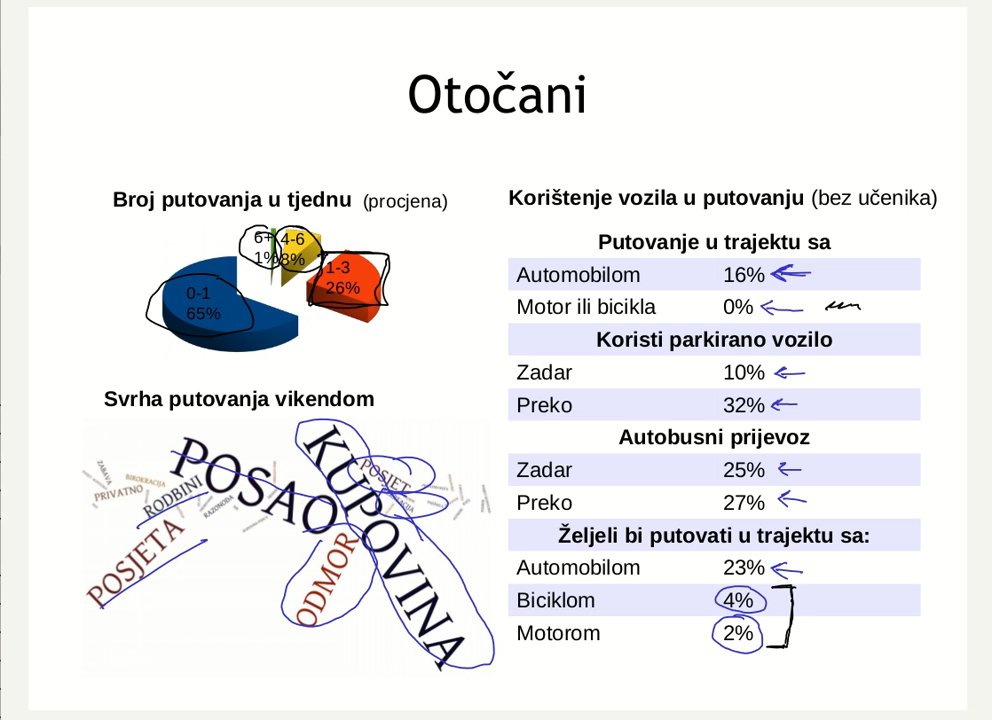 Otočani
Broj putovanja u tjednu (procjena)
6+
1%
4-6
8%
1-3
26%
0-1
65%
Svrha putovanja vikendom
POSAO
KUPOVINA
POSJET
ZABAVA
BIROKRACIJA
PRIVATNO
RODBINI
RAZONODA
POSJETA
ODMOR
Korištenje vozila u putovanju (bez učenika)
Putovanje u trajektu sa
Automobilom 16%
Motor ili bicikla 0%
Koristi parkirano vozilo
Zadar 10%
Preko 32%
Autobusni prijevoz
Zadar 25%
Preko 27%
Željeli bi putovati u trajektu sa:
Automobilom 23%
Biciklom 4%
Motorom 2%